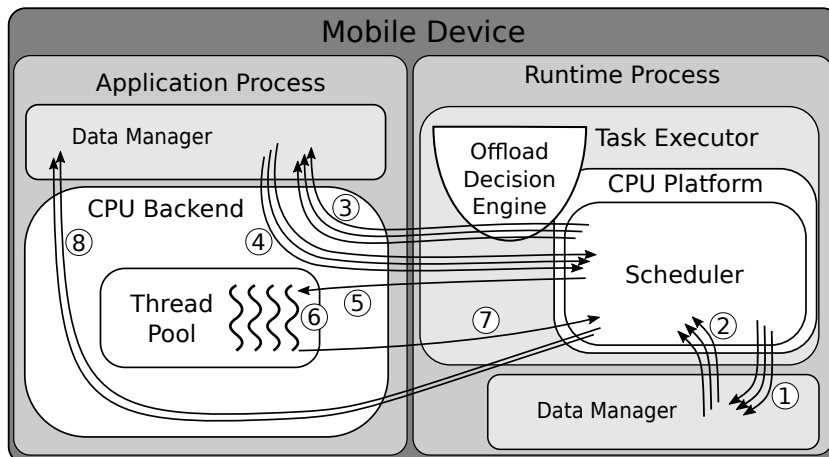 Mobile Device
Application Process
Runtime Process
Data Manager
Task Executor
Offload
Decision
Engine
CPU Platform
CPU Backend
Scheduler
Thread
Pool
Data Manager
①
②
③
④
⑤
⑥
⑦
⑧